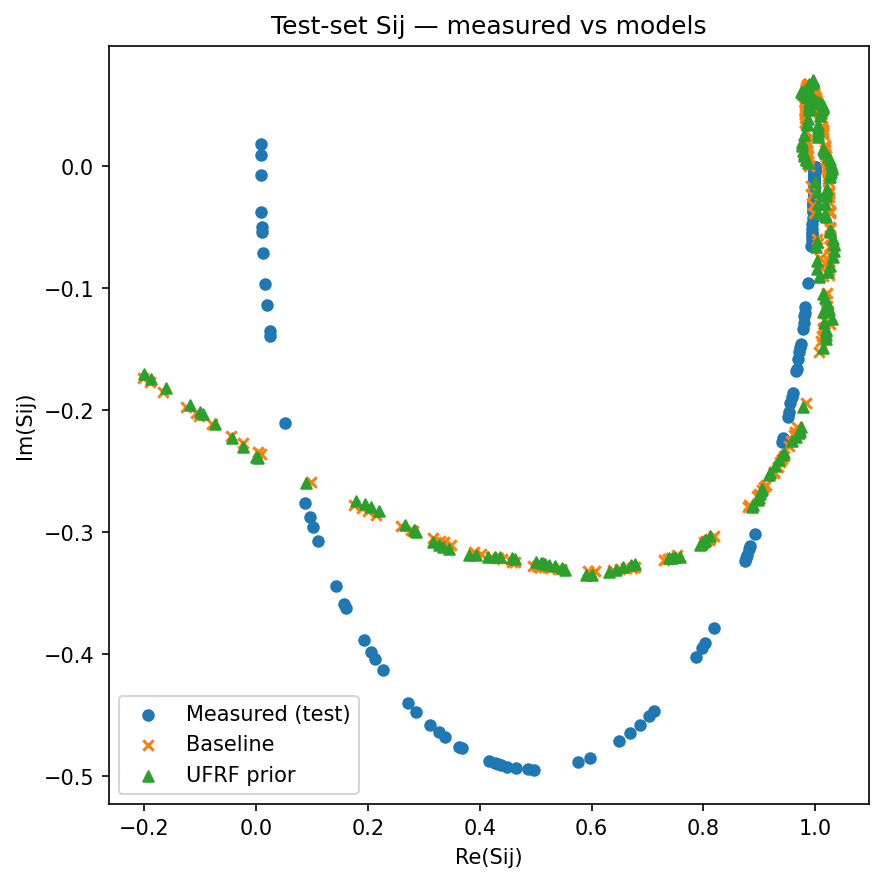 Test-set Sij — measured vs models
Im(Sij)
0.0
−0.1
−0.2
−0.3
−0.4
−0.5
Measured (test)
Baseline
UFRF prior
−0.2
0.0
0.2
0.4
0.6
0.8
1.0
Re(Sij)